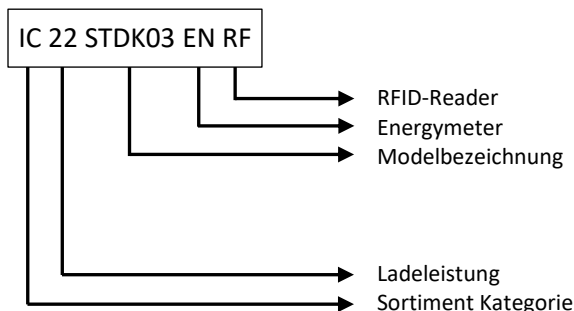 IC 22 STDK03 EN RF
RFID-Reader
Energymeter
Modelbezeichnung
Ladeleistung
Sortiment Kategorie